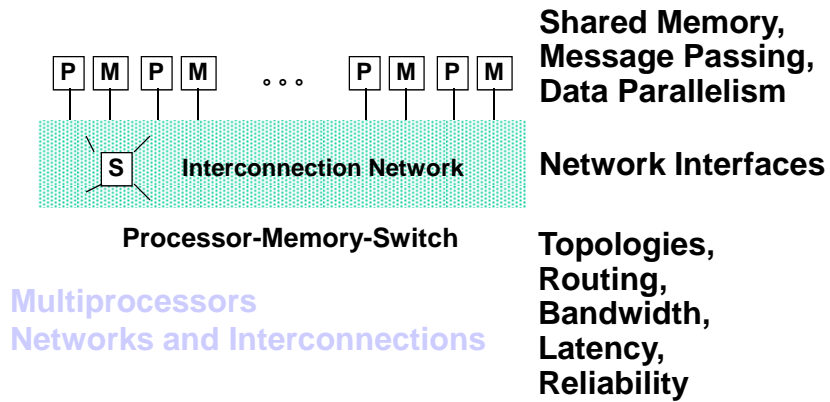 Shared Memory,
Message Passing,
Data Parallelism
P M P M ° ° ° P M P M
S Interconnection Network
Network Interfaces
Processor-Memory-Switch
Topologies,
Routing,
Bandwidth,
Latency,
Reliability
Multiprocessors
Networks and Interconnections